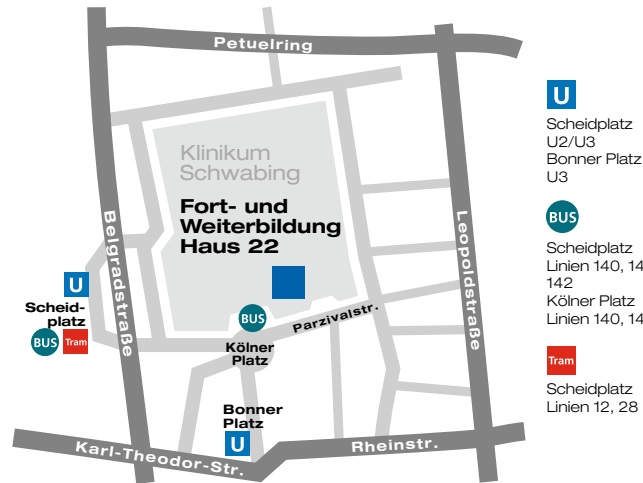 Petuelring
Klinikum
Schwabing
Fort- und
Weiterbildung
Haus 22
Belgradstraße
Leopoldstraße
U
Scheid-
platz
BUS Tram
BUS
Kölner
Platz
Parzivalstr.
Bonner
Platz
U
Karl-Theodor-Str.
Rheinstr.
U
Scheidplatz
U2/U3
Bonner Platz
U3
BUS
Scheidplatz
Linien 140,
142
Kölner Platz
Linien 140,
Tram
Scheidplatz
Linien 12, 28